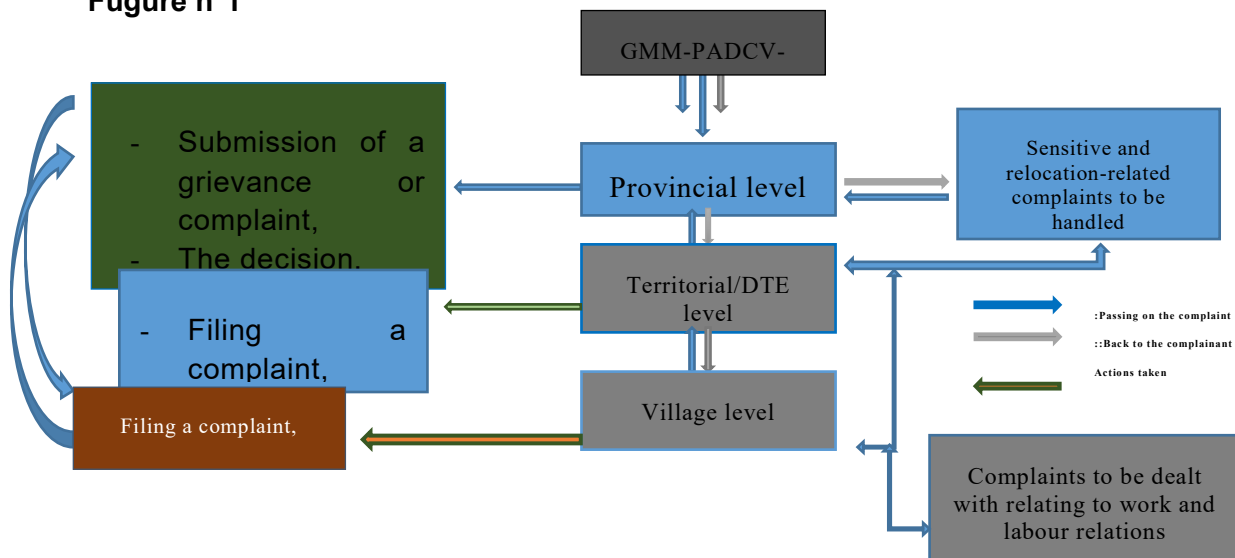 Fugure n°1
GMM-PADCV-
- Submission of a
grievance or
complaint,
- The decision.
Provincial level
Sensitive and
relocation-related
complaints to be
handled
Territorial/DTE
level
- Filing a
complaint,
:Passing on the complaint
::Back to the complainant
Actions taken
Filing a complaint,
Village level
Complaints to be dealt
with relating to work and
labour relations